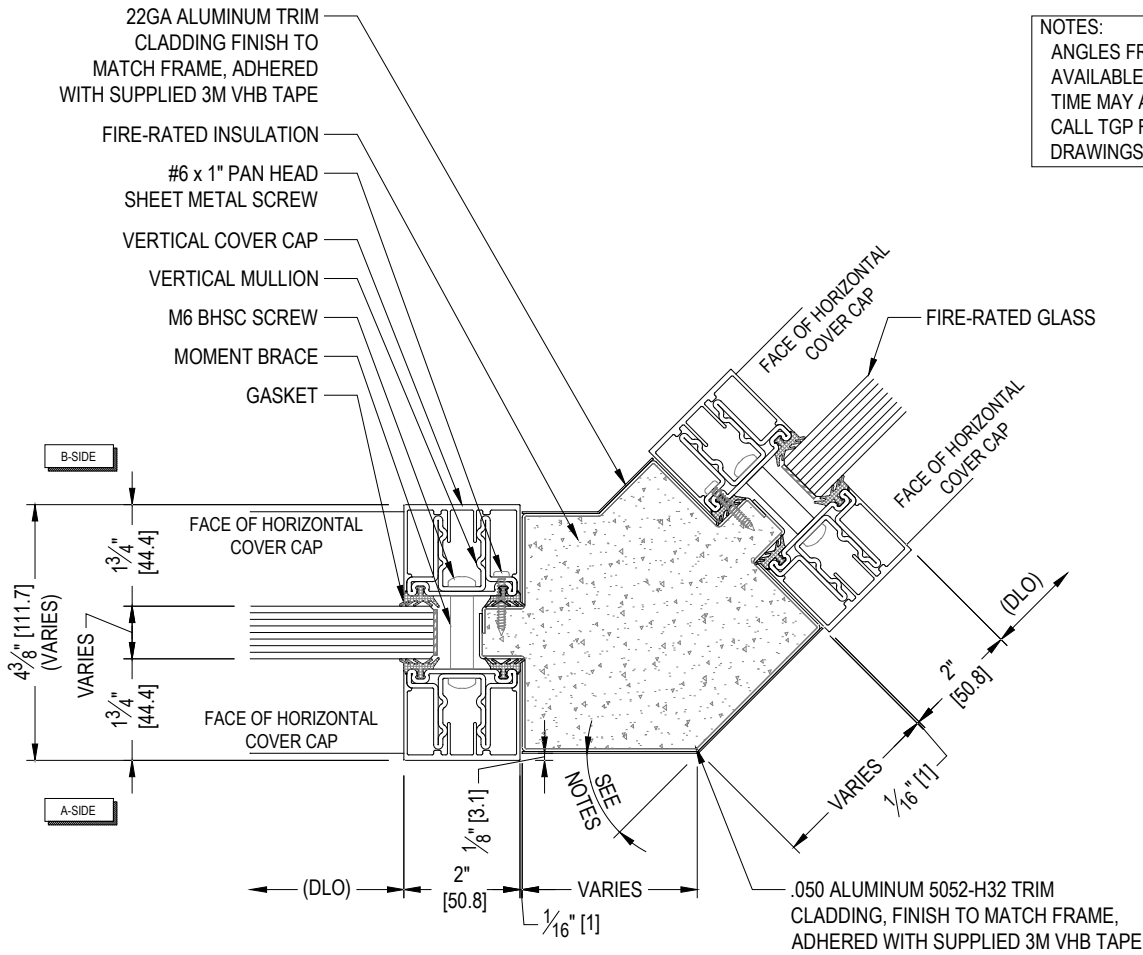 22GA ALUMINUM TRIM
CLADDING FINISH TO
MATCH FRAME, ADHERED
WITH SUPPLIED 3M VHB TAPE
FIRE-RATED INSULATION
#6 x 1" PAN HEAD
SHEET METAL SCREW
VERTICAL COVER CAP
VERTICAL MULLION
M6 BHSC SCREW
MOMENT BRACE
GASKET
NOTES:
ANGLES
AVAILABLE
TIME MAY
CALL TGP
DRAWINGS
FACE OF HORIZONTAL
COVER CAP
FIRE-RATED GLASS
FACE OF HORIZONTAL
COVER CAP
B-SIDE
FACE OF HORIZONTAL
COVER CAP
1 3/4"
[44.4]
4 3/8" [111.7]
(VARIES)
VARIES
1 3/4"
[44.4]
FACE OF HORIZONTAL
COVER CAP
A-SIDE
(DLO)
2"
[50.8]
1/16" [1]
1/8" [3.1]
VARIES
SEE
NOTES
(DLO)
2"
[50.8]
VARIES
1/16" [1]
.050 ALUMINUM 5052-H32 TRIM
CLADDING, FINISH TO MATCH FRAME,
ADHERED WITH SUPPLIED 3M VHB TAPE